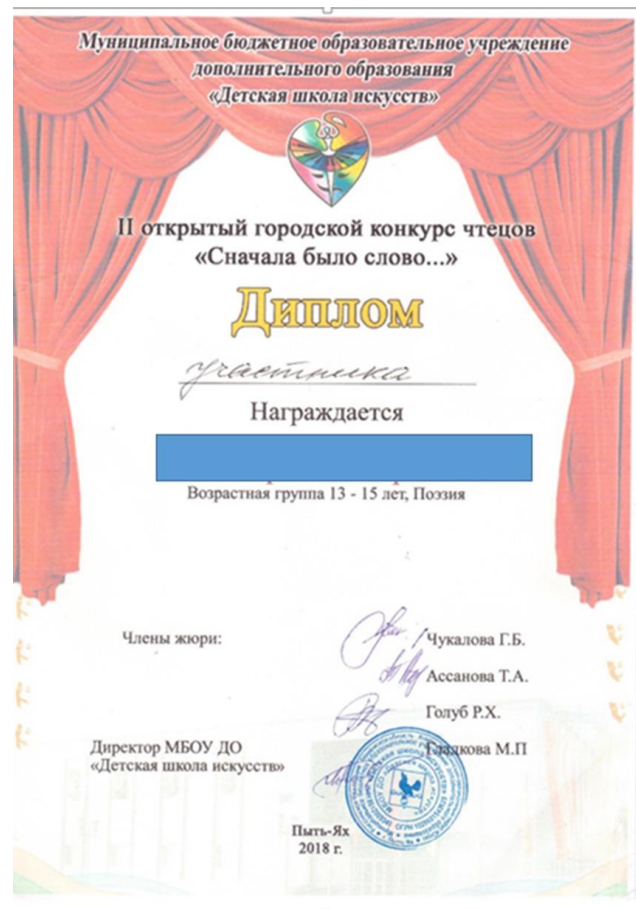 Муниципальное бюджетное образовательное учреждение
дополнительного образования
«Детская школа искусств»
II открытый городской конкурс чтецов
«Сначала было слово...»
Диплом
участника
Награждается
Возрастная группа 13 - 15 лет, Поэзия
Члены жюри:
Чукалова Г.Б.
Ассанова Т.А.
Голуб Р.Х.
Гладкова М.П
Директор МБОУ ДО
«Детская школа искусств»
Пыть-Ях
2018 г.